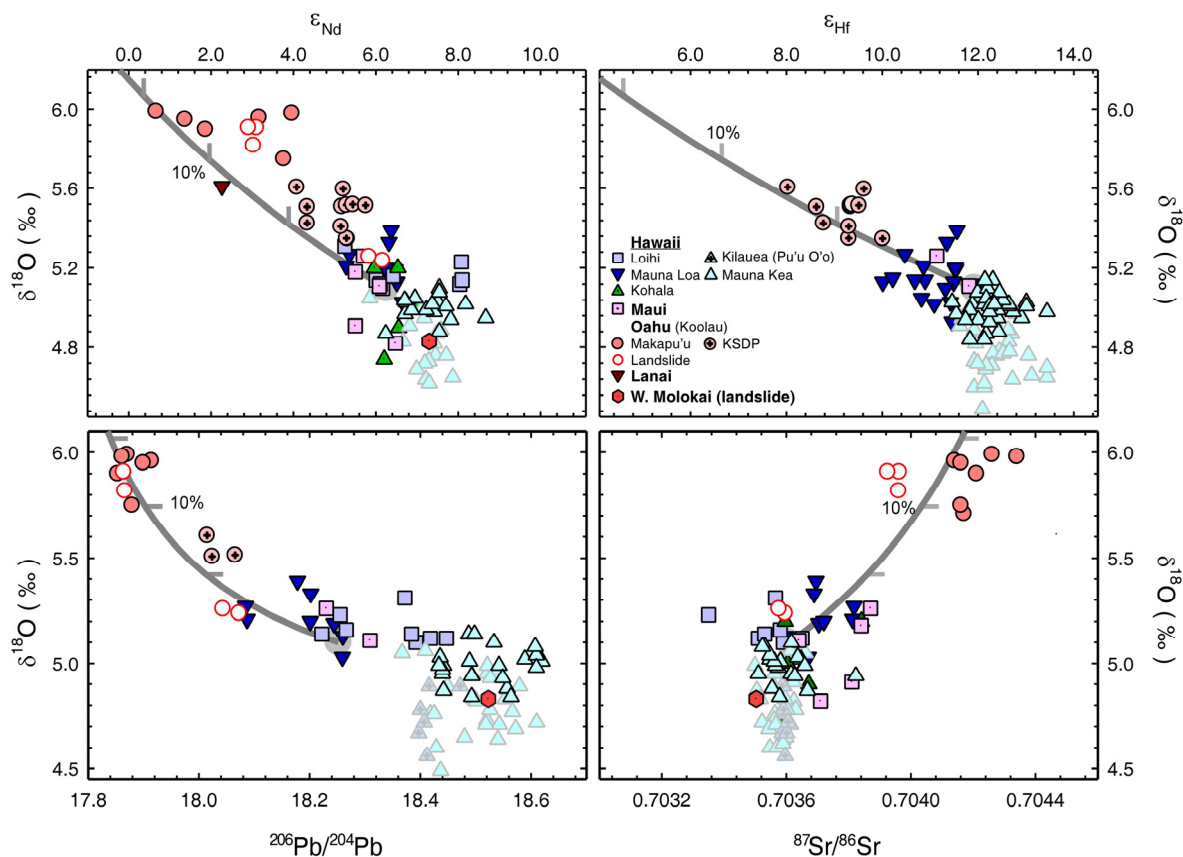 εNd
εHf
0.0 2.0 4.0 6.0 8.0 10.0
6.0 8.0 10.0 12.0 14.0
δ18O ( ‰ )
6.0
5.6
5.2
4.8
10%
10%
6.0
5.6
5.2
4.8
δ18O ( ‰ )
Hawaii
Loihi
Kilauea (Pu'u O'o)
Mauna Loa
Mauna Kea
Kohala
Maui
Oahu (Koolau)
Makapu'u
KSDP
Landslide
Lanai
W. Molokai (landslide)
δ18O ( ‰ )
6.0
5.5
5.0
4.5
10%
10%
6.0
5.5
5.0
4.5
δ18O ( ‰ )
17.8 18.0 18.2 18.4 18.6
0.7032 0.7036 0.704 0.7044
206Pb/204Pb
87Sr/86Sr